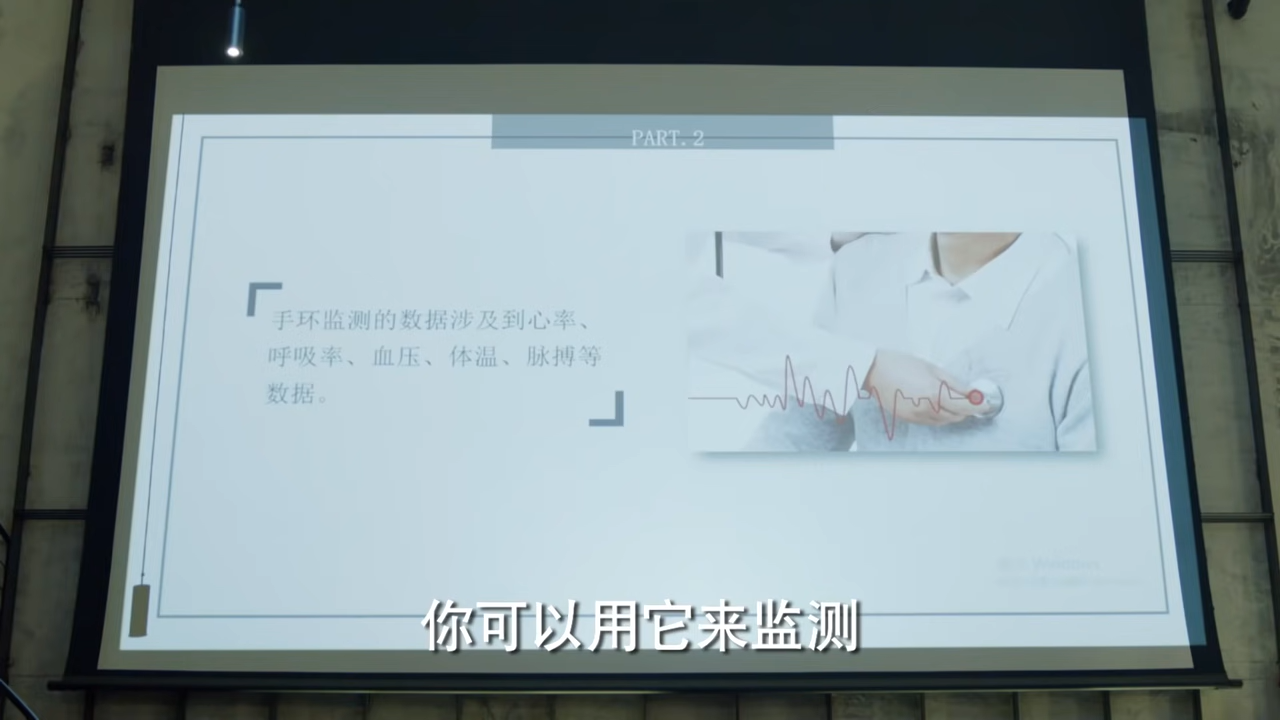 PART.2
手环监测的数据涉及到心率、
呼吸率、血压、体温、脉搏等
数据。
你可以用它来监测